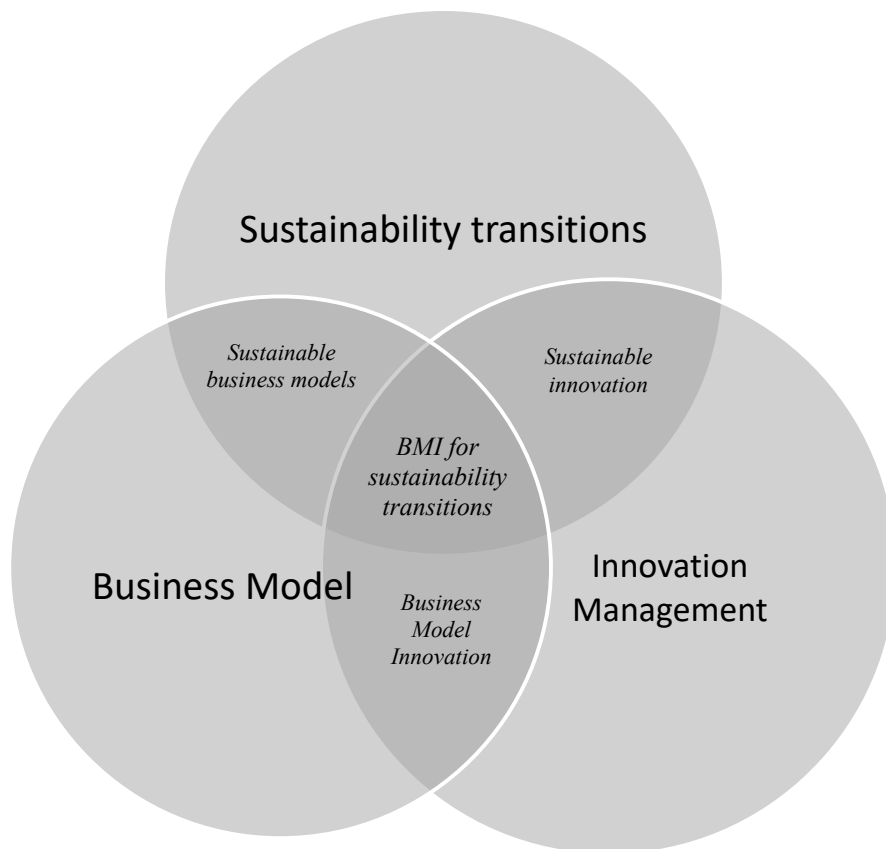 Sustainability transitions
Sustainable
business models
Sustainable
innovation
BMI for
sustainability
transitions
Business Model
Innovation
Management
Business
Model
Innovation